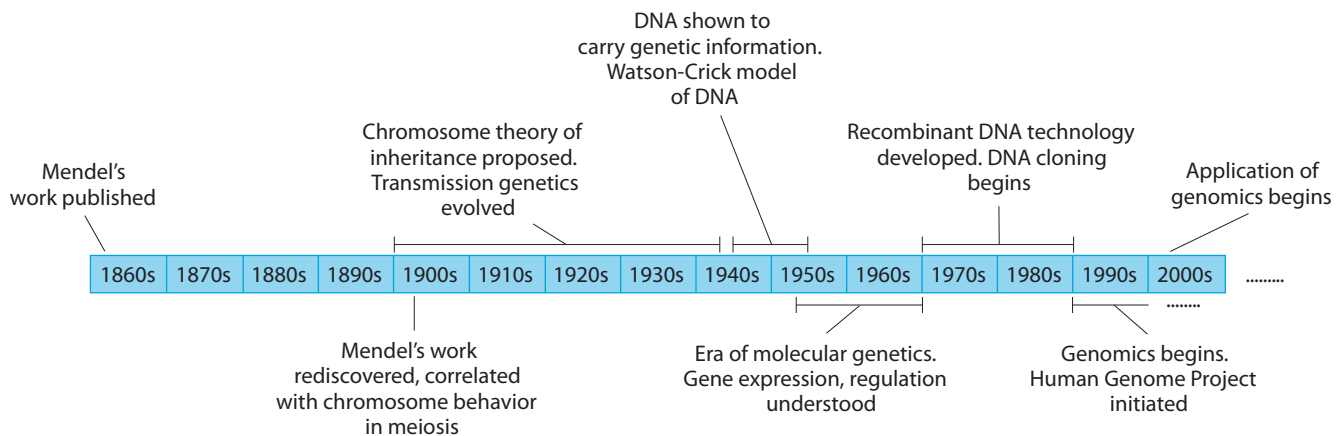 DNA shown to
carry genetic information.
Watson-Crick model
of DNA
Chromosome theory of
inheritance proposed.
Transmission genetics
evolved
Recombinant DNA technology
developed. DNA cloning
begins
Mendel's
work published
Application of
genomics begins
1860s 1870s 1880s 1890s 1900s 1910s 1920s 1930s 1940s 1950s 1960s 1970s 1980s 1990s 2000s .........
........
Mendel's work
rediscovered, correlated
with chromosome behavior
in meiosis
Era of molecular genetics.
Gene expression, regulation
understood
Genomics begins.
Human Genome Project
initiated